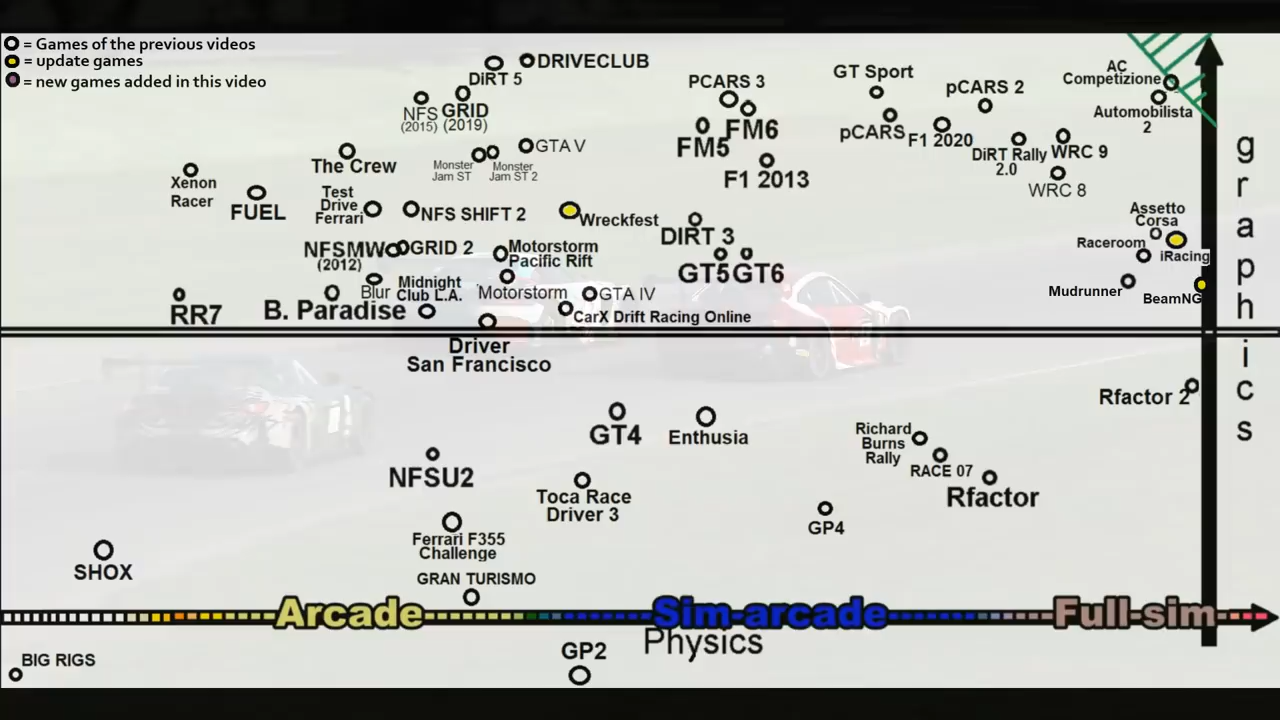 = Games of the previous videos
= update games
= new games added in this video
DRIVECLUB
DiRT 5
NFS
(2015)
GRID
(2019)
PCARS 3
GT Sport
pCARS 2
AC
Competizione
Automobilista
2
FM6
FM5
pCARS
F1 2020
DiRT Rally
2.0
WRC 9
WRC 8
F1 2013
GTA V
Monster
Jam ST
Monster
Jam ST 2
The Crew
Xenon
Racer
FUEL
Test
Drive
Ferrari
NFS SHIFT 2
Wreckfest
DIRT 3
Assetto
Corsa
Raceroom
iRacing
NFSMW
(2012)
GRID 2
Motorstorm
Pacific Rift
GT5
GT6
Mudrunner
BeamNG
Blur
Midnight
Club L.A.
Motorstorm
GTA IV
RR7
B. Paradise
CarX Drift Racing Online
Driver
San Francisco
Rfactor 2
GT4
Enthusia
Richard
Burns
Rally
RACE 07
Rfactor
NFSU2
Toca Race
Driver 3
GP4
Ferrari F355
Challenge
SHOX
GRAN TURISMO
Arcade
Sim-arcade
Full-sim
Physics
BIG RIGS
GP2
g
r
a
p
h
i
c
s